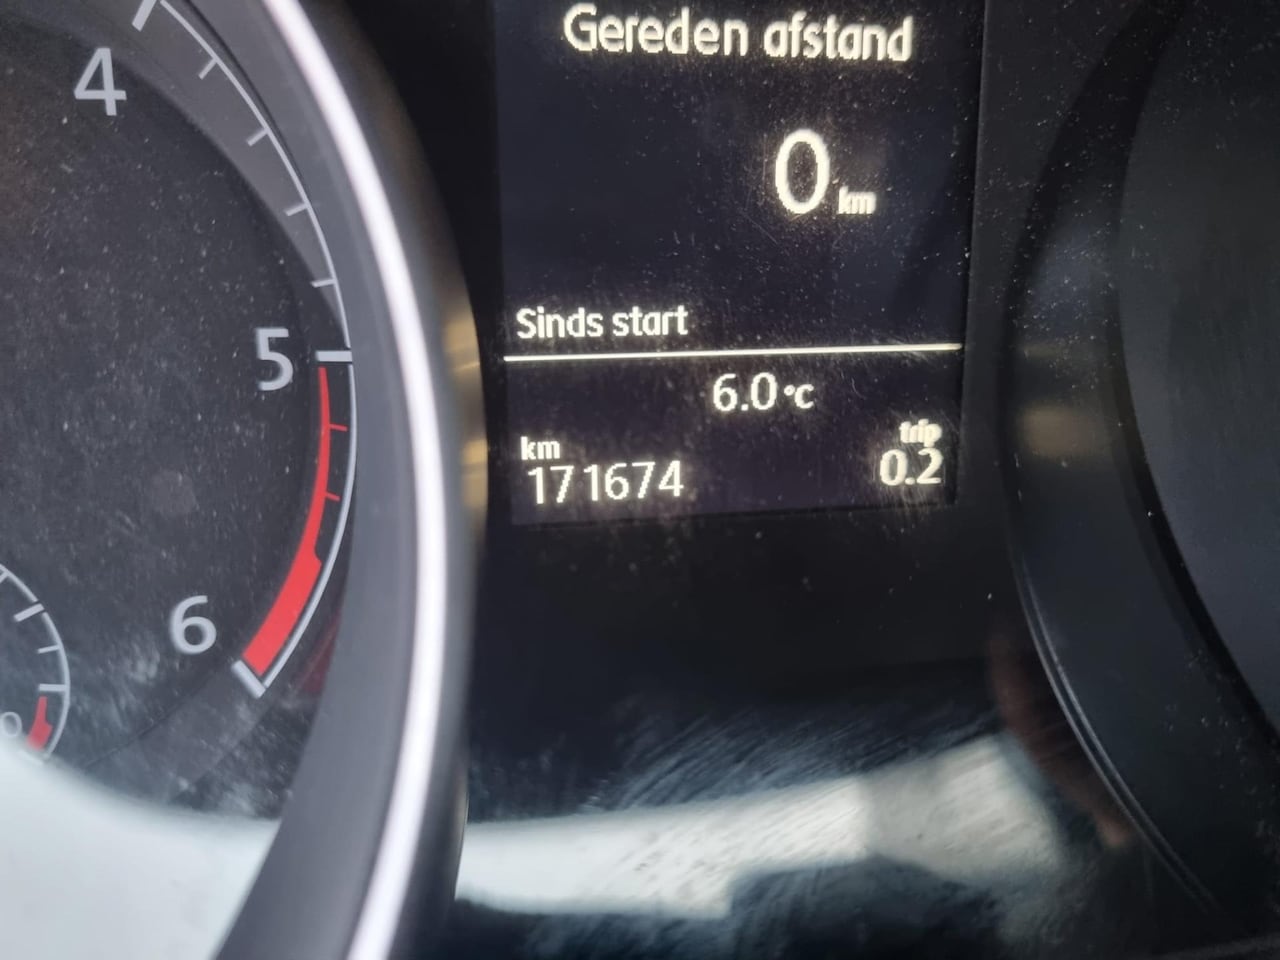 Gereden afstand
0 km
Sinds start
6.0 °C
km
trip
171674
0.2
4
5
6